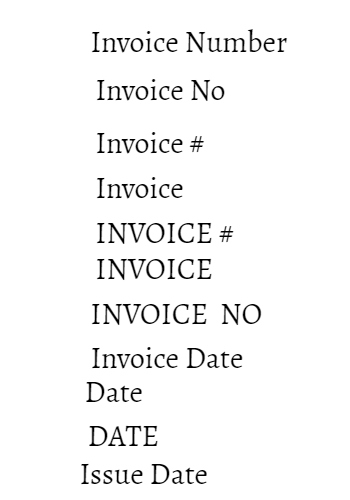 Invoice Number
Invoice No
Invoice #
Invoice
INVOICE #
INVOICE
INVOICE  NO
Invoice Date
Date
DATE
Issue Date